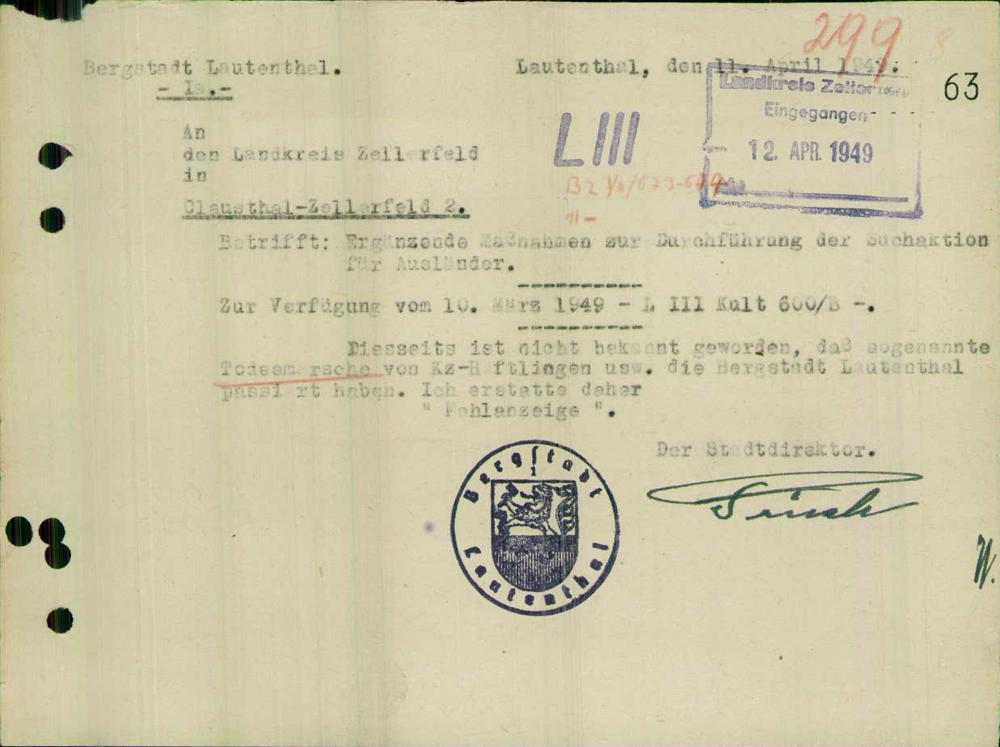 299
Bergstadt Lautenthal.
- Ia.-
Lautenthal, den 11. April 1949.
63
Landkreis Zellerfeld
Eingegangen
12. APR. 1949
An
den Landkreis Zellerfeld
in
Clausthal-Zellerfeld 2.
L III
Betrifft: Ergänzende Maßnahmen zur Durchführung der Suchaktion
für Ausländer.
Zur Verfügung vom 10. März 1949 - L III Kult 600/B -.
Diesseits ist nicht bekannt geworden, daß sogenannte
Todesmärsche von Kz-Häftlingen usw. die Bergstadt Lautenthal
passiert haben. Ich erstatte daher
" Fehlanzeige ".
Der Stadtdirektor.
Bergstadt
1
Lautenthal